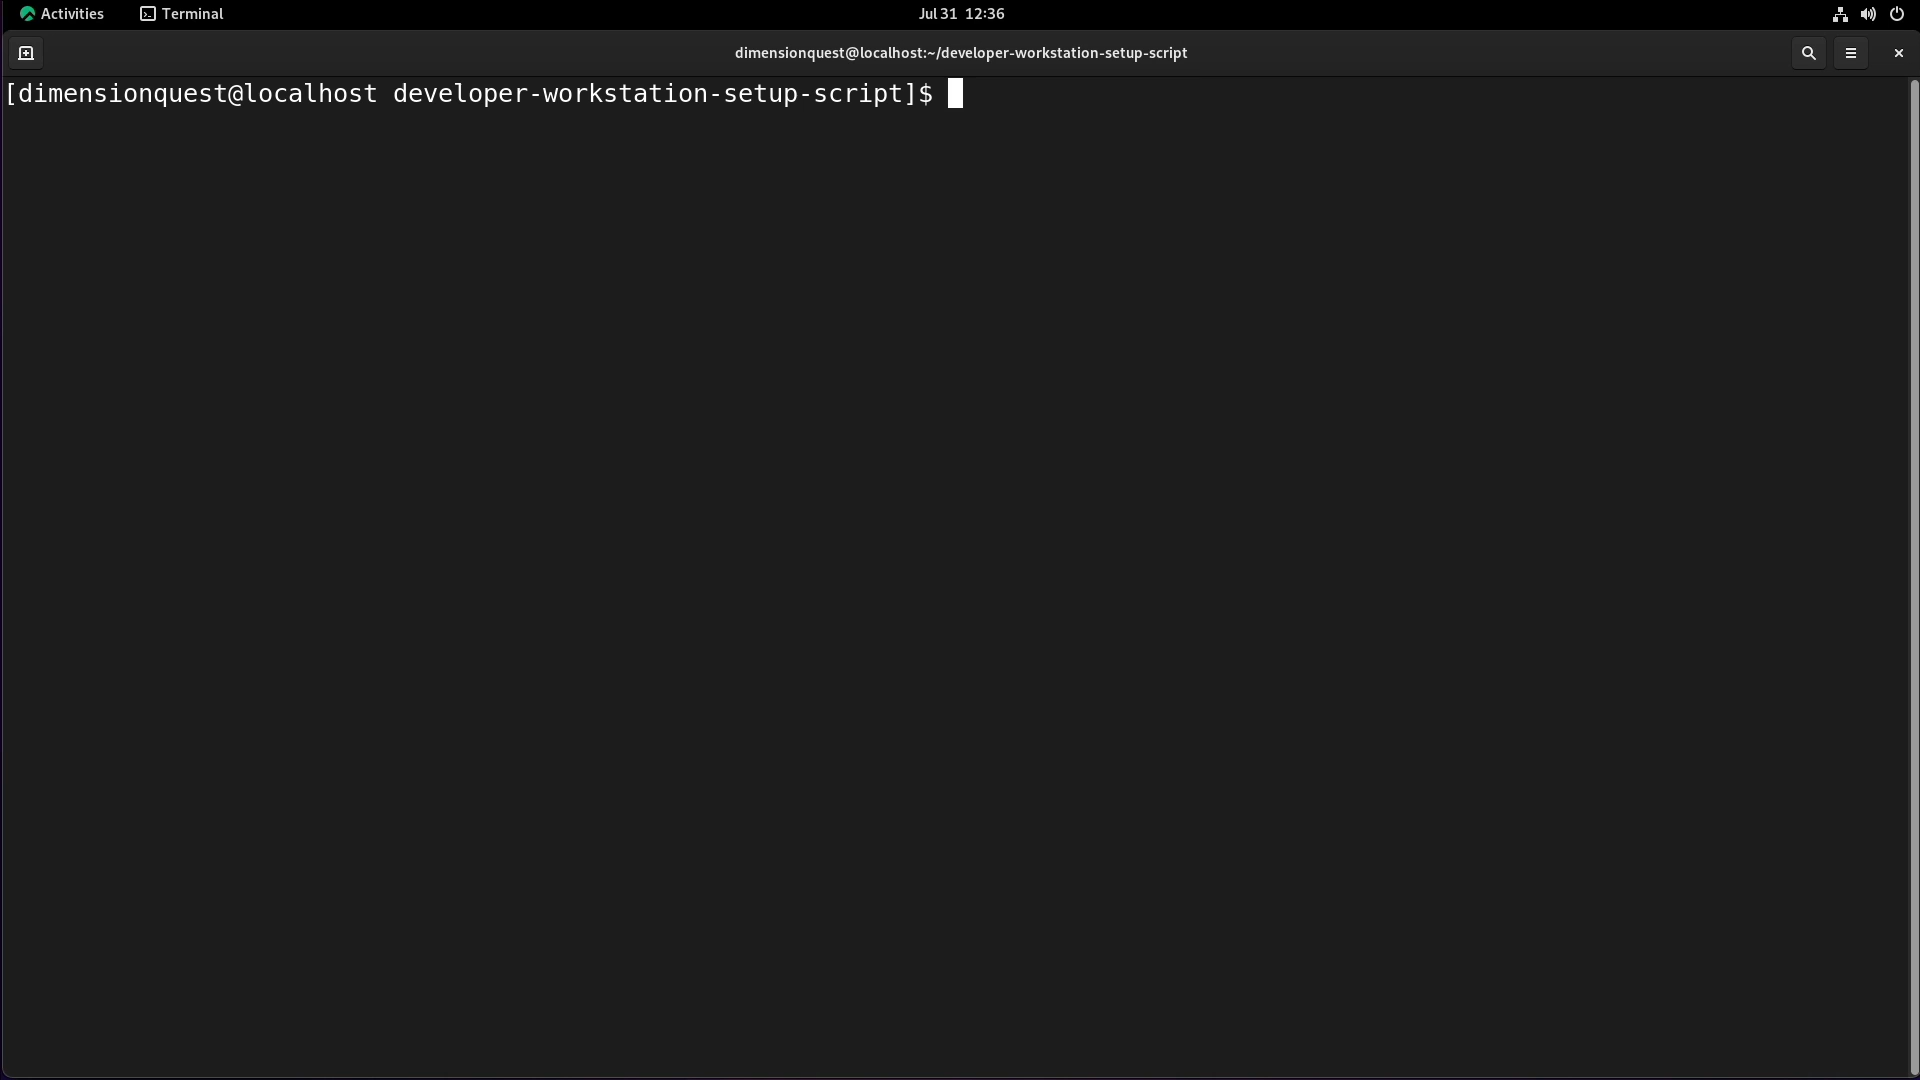 Activities Terminal Jul 31 12:36
dimensionquest@localhost:~/developer-workstation-setup-script
[dimensionquest@localhost developer-workstation-setup-script]$